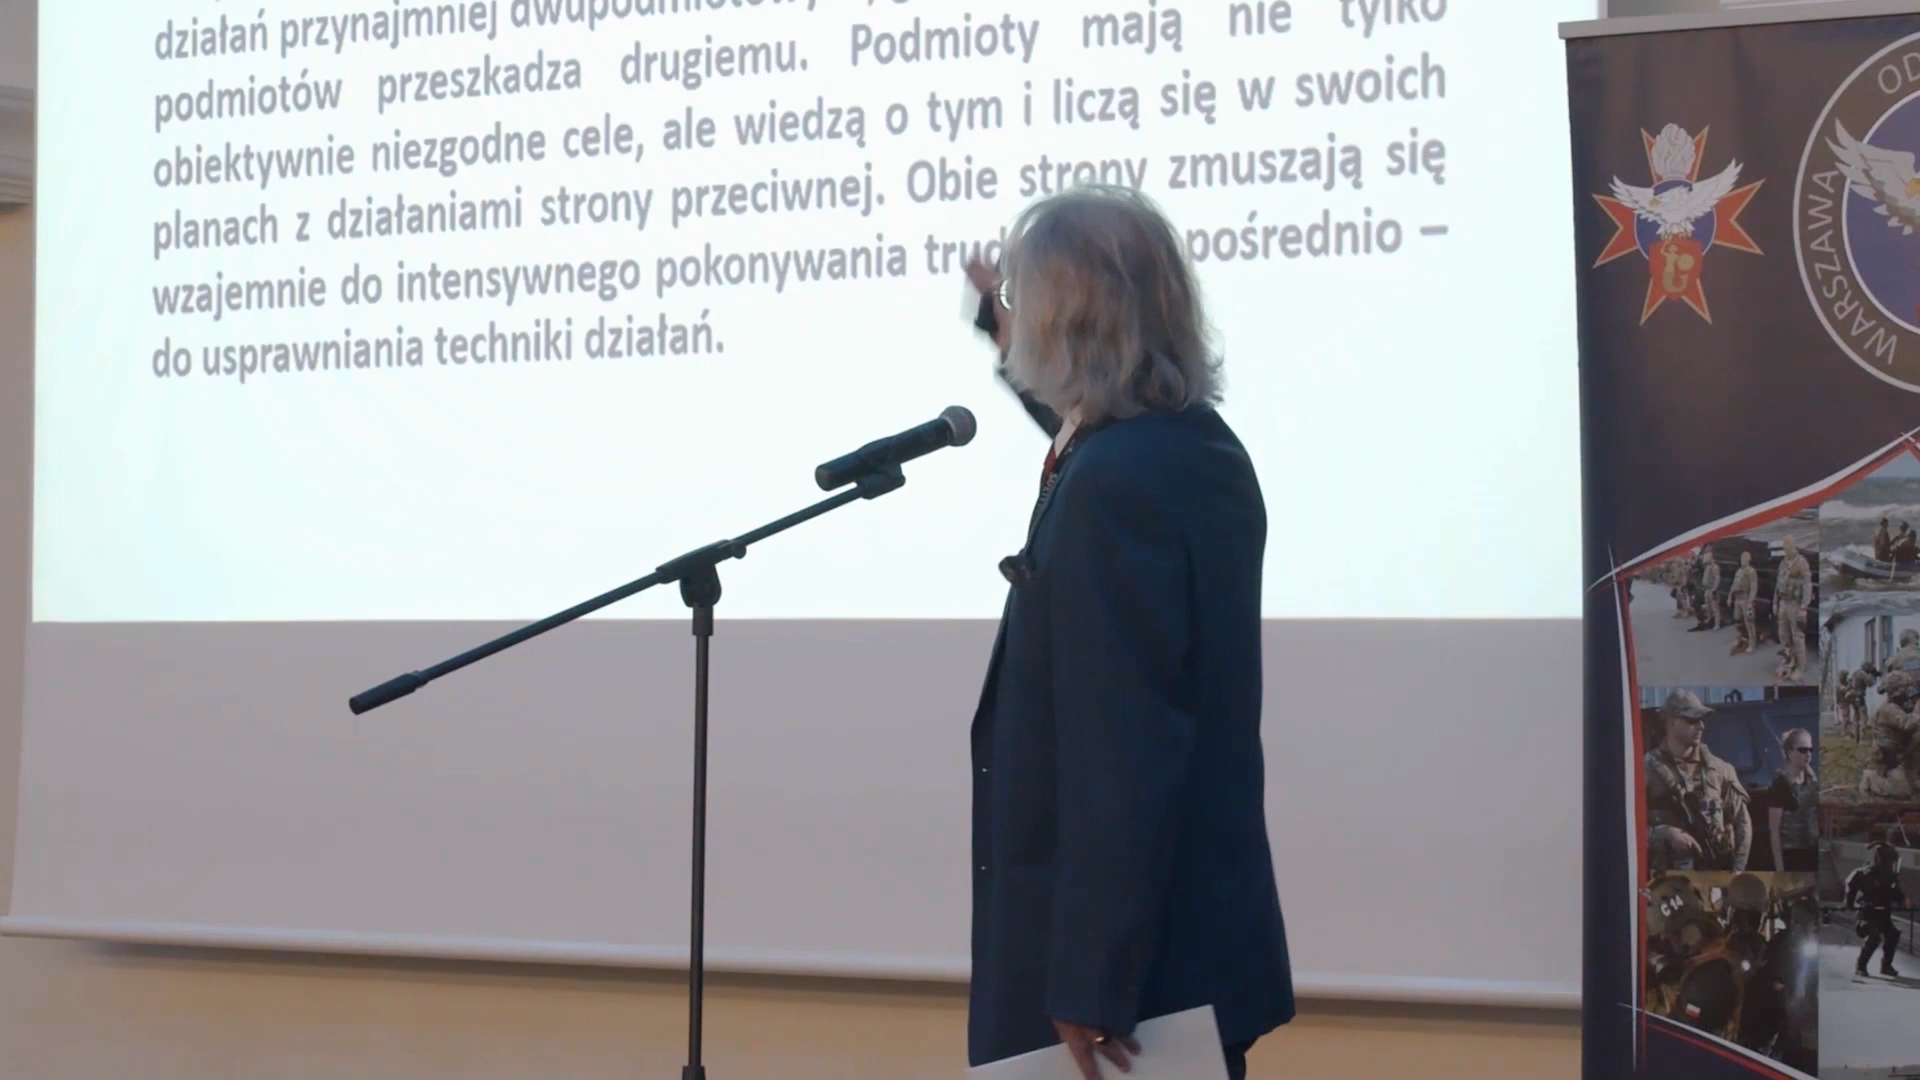 działań przynajmniej
podmiotów przeszkadza drugiemu. Podmioty mają nie tylko
obiektywnie niezgodne cele, ale wiedzą o tym i liczą się w swoich
planach z działaniami strony przeciwnej. Obie strony zmuszają się
wzajemnie do intensywnego pokonywania pośrednio –
do usprawniania techniki działań.
WARSZAWA
C 14